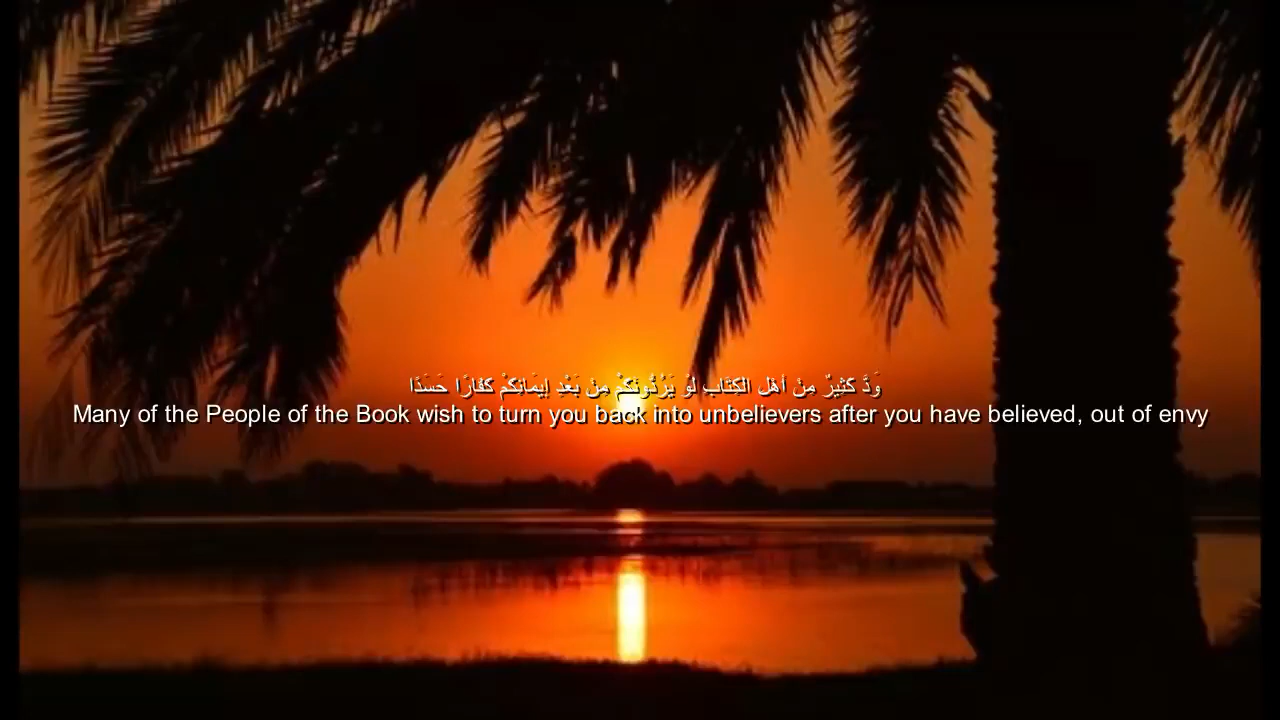 وَدَّ كَثِيرٌ مِنْ أَهْلِ الْكِتَابِ لَوْ يَرُدُّونَكُمْ مِنْ بَعْدِ إِيمَانِكُمْ كُفَّارًا حَسَدًا
Many of the People of the Book wish to turn you back into unbelievers after you have believed, out of envy